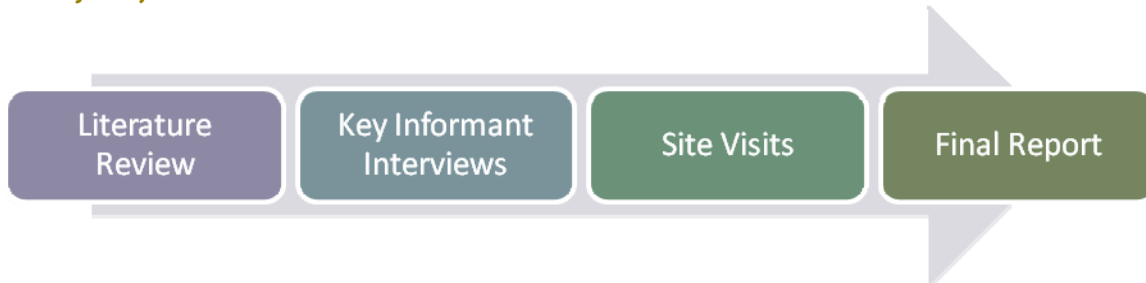 Literature
Review
Key Informant
Interviews
Site Visits
Final Report